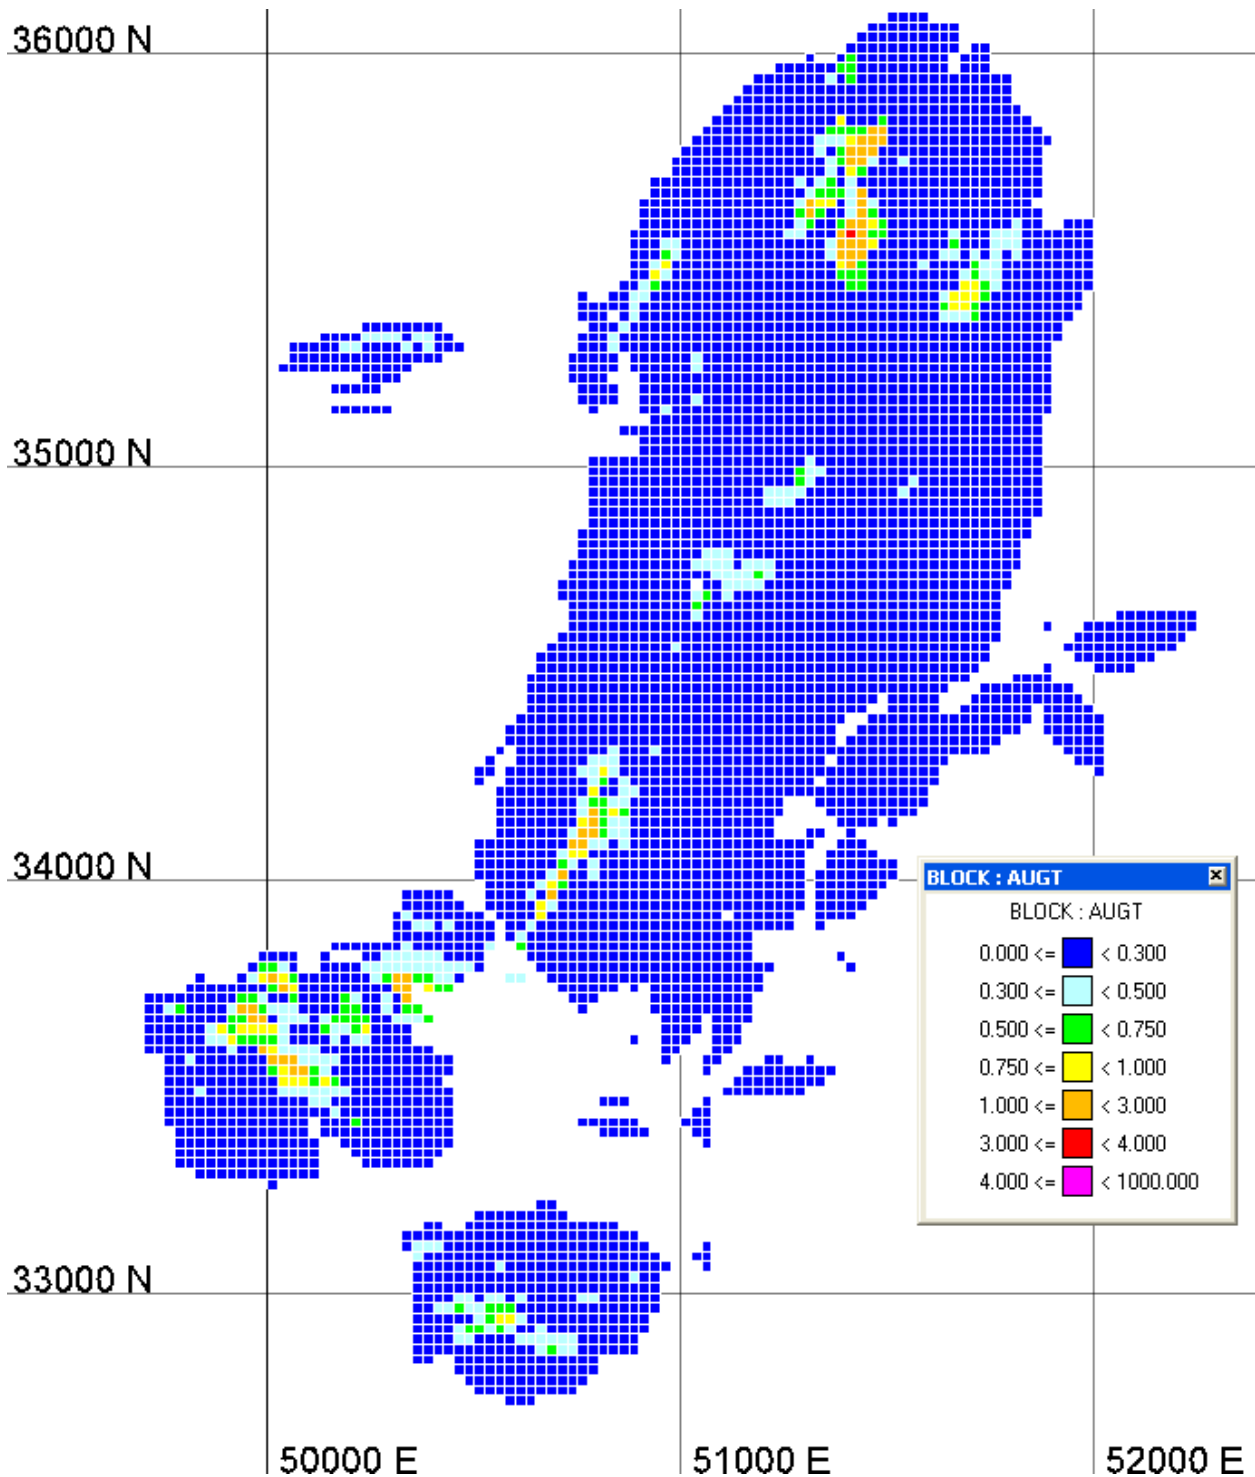 36000 N
35000 N
34000 N
BLOCK : AUGT
BLOCK : AUGT
0.000 <= < 0.300
0.300 <= < 0.500
0.500 <= < 0.750
0.750 <= < 1.000
1.000 <= < 3.000
3.000 <= < 4.000
4.000 <= < 1000.000
33000 N
50000 E
51000 E
52000 E